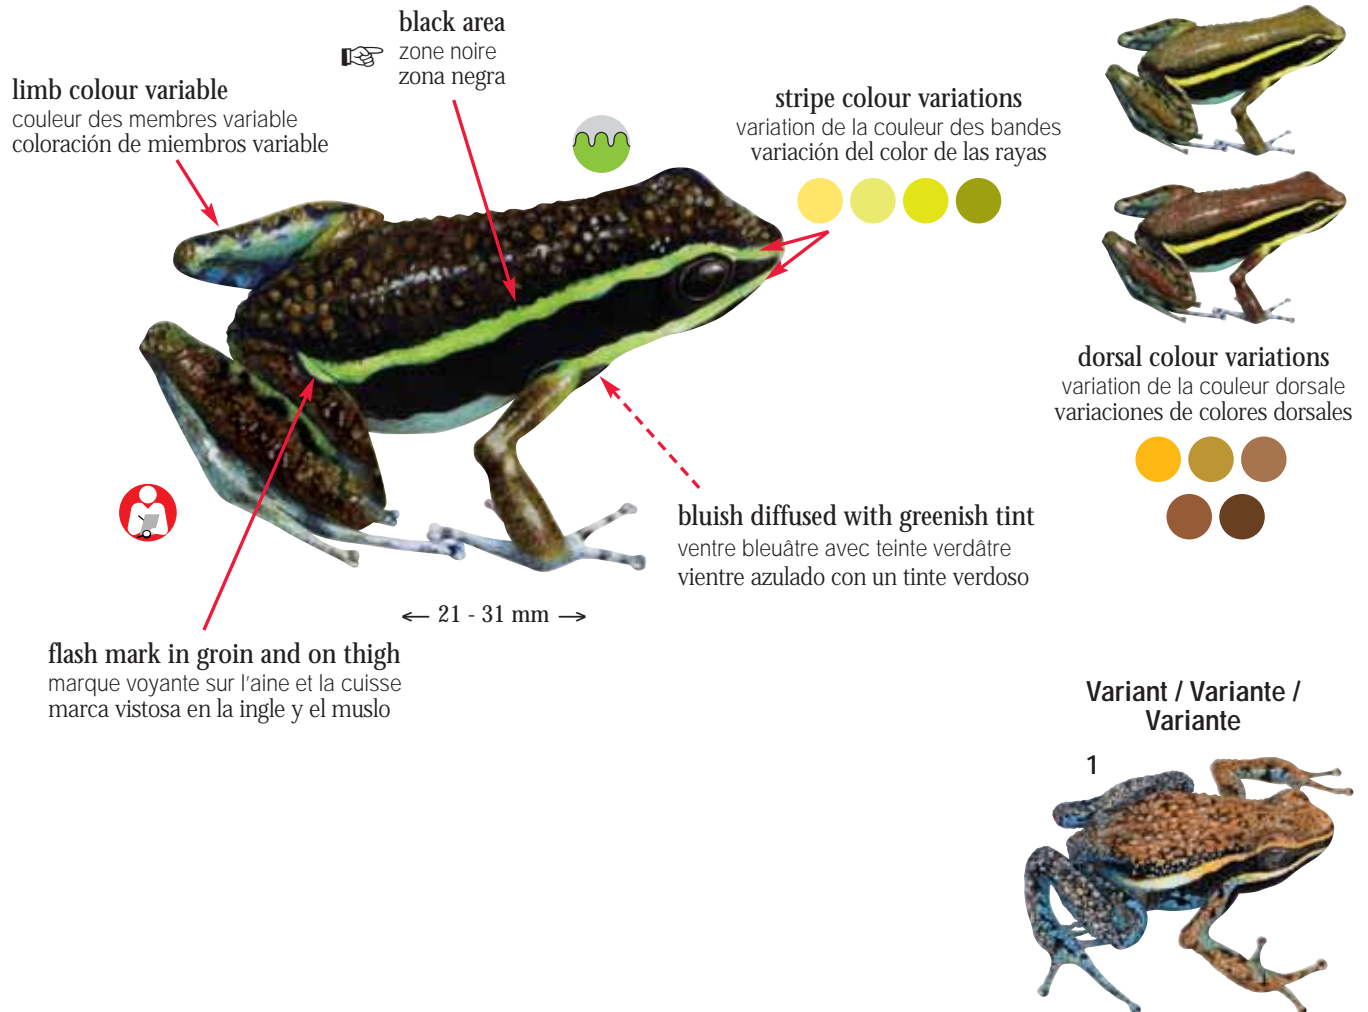 black area
zone noire
zona negra
limb colour variable
couleur des membres variable
coloración de miembros variable
stripe colour variations
variation de la couleur des bandes
variación del color de las rayas
dorsal colour variations
variation de la couleur dorsale
variaciones de colores dorsales
bluish diffused with greenish tint
ventre bleuâtre avec teinte verdâtre
vientre azulado con un tinte verdoso
← 21 - 31 mm →
flash mark in groin and on thigh
marque voyante sur l'aine et la cuisse
marca vistosa en la ingle y el muslo
Variant / Variante /
Variante
1